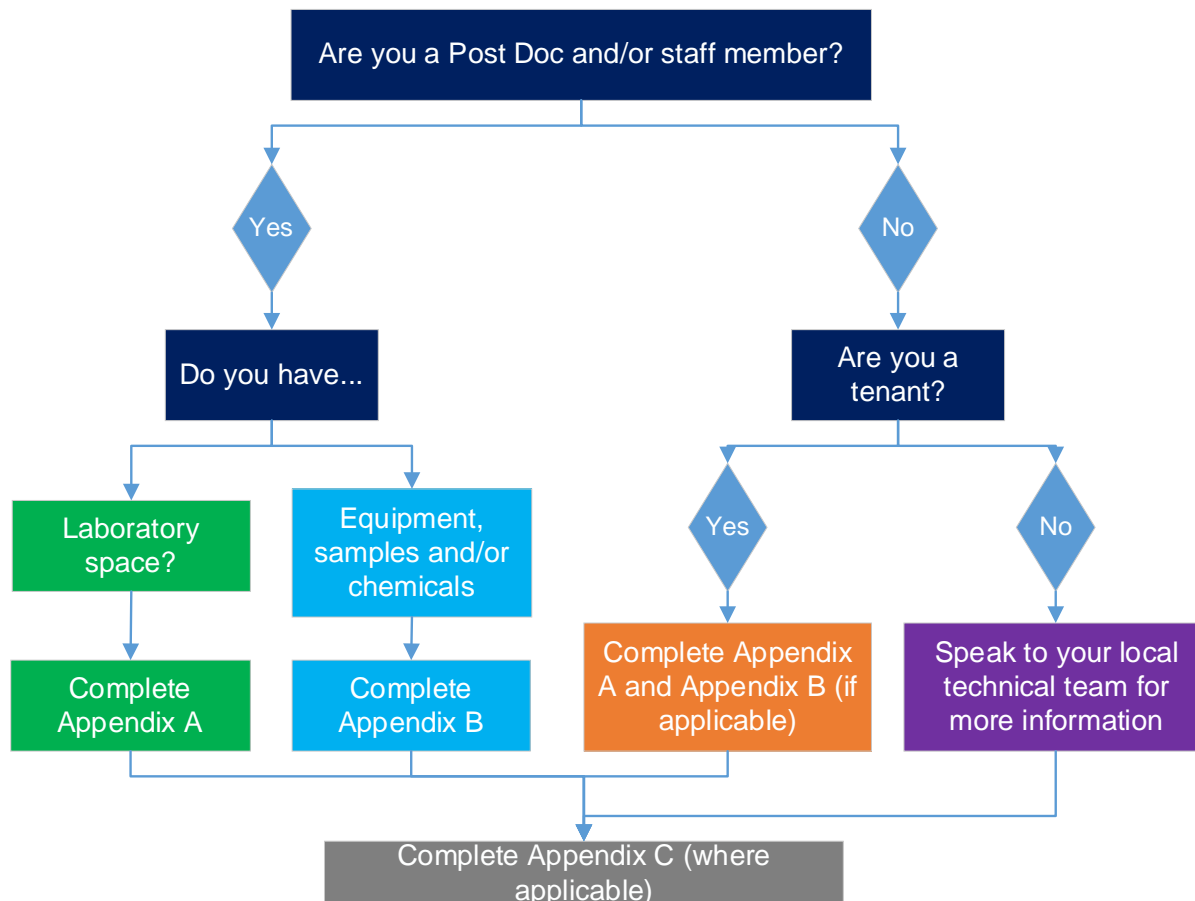 Are you a Post Doc and/or staff member?
Yes
No
Do you have...
Are you a
tenant?
Laboratory
space?
Equipment,
samples and/or
chemicals
Yes
No
Complete
Appendix A
Complete
Appendix B
Complete Appendix
A and Appendix B (if
applicable)
Speak to your local
technical team for
more information
Complete Appendix C (where
applicable)